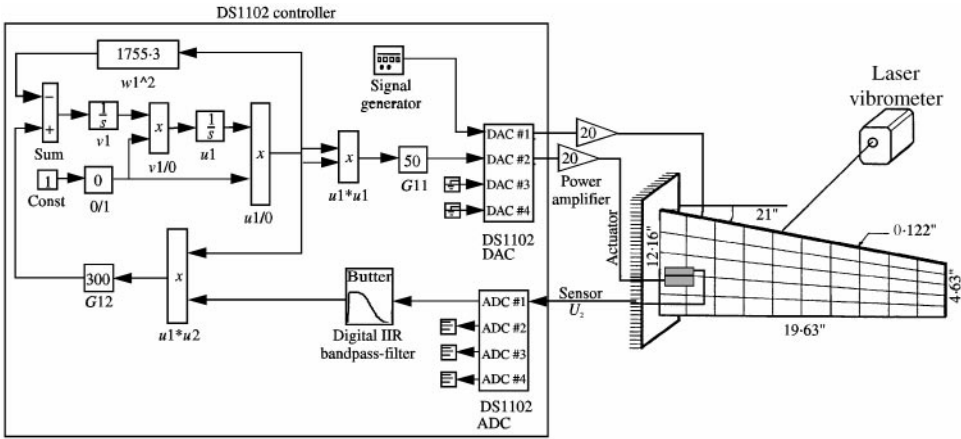 DS1102 controller
1755·3
w1^2
−
+
Sum
1
s
v1
x
v1/0
1
s
u1
x
u1/0
1
Const
0
0/1
Signal
generator
x
u1*u1
50
G11
DAC #1
DAC #2
DAC #3
DAC #4
DS1102
DAC
20
20
Power
amplifier
Laser
vibrometer
Actuator
12·16"
21"
0·122"
4·63"
19·63"
300
G12
x
u1*u2
Butter
Digital IIR
bandpass-filter
ADC #1
ADC #2
ADC #3
ADC #4
DS1102
ADC
Sensor
U2